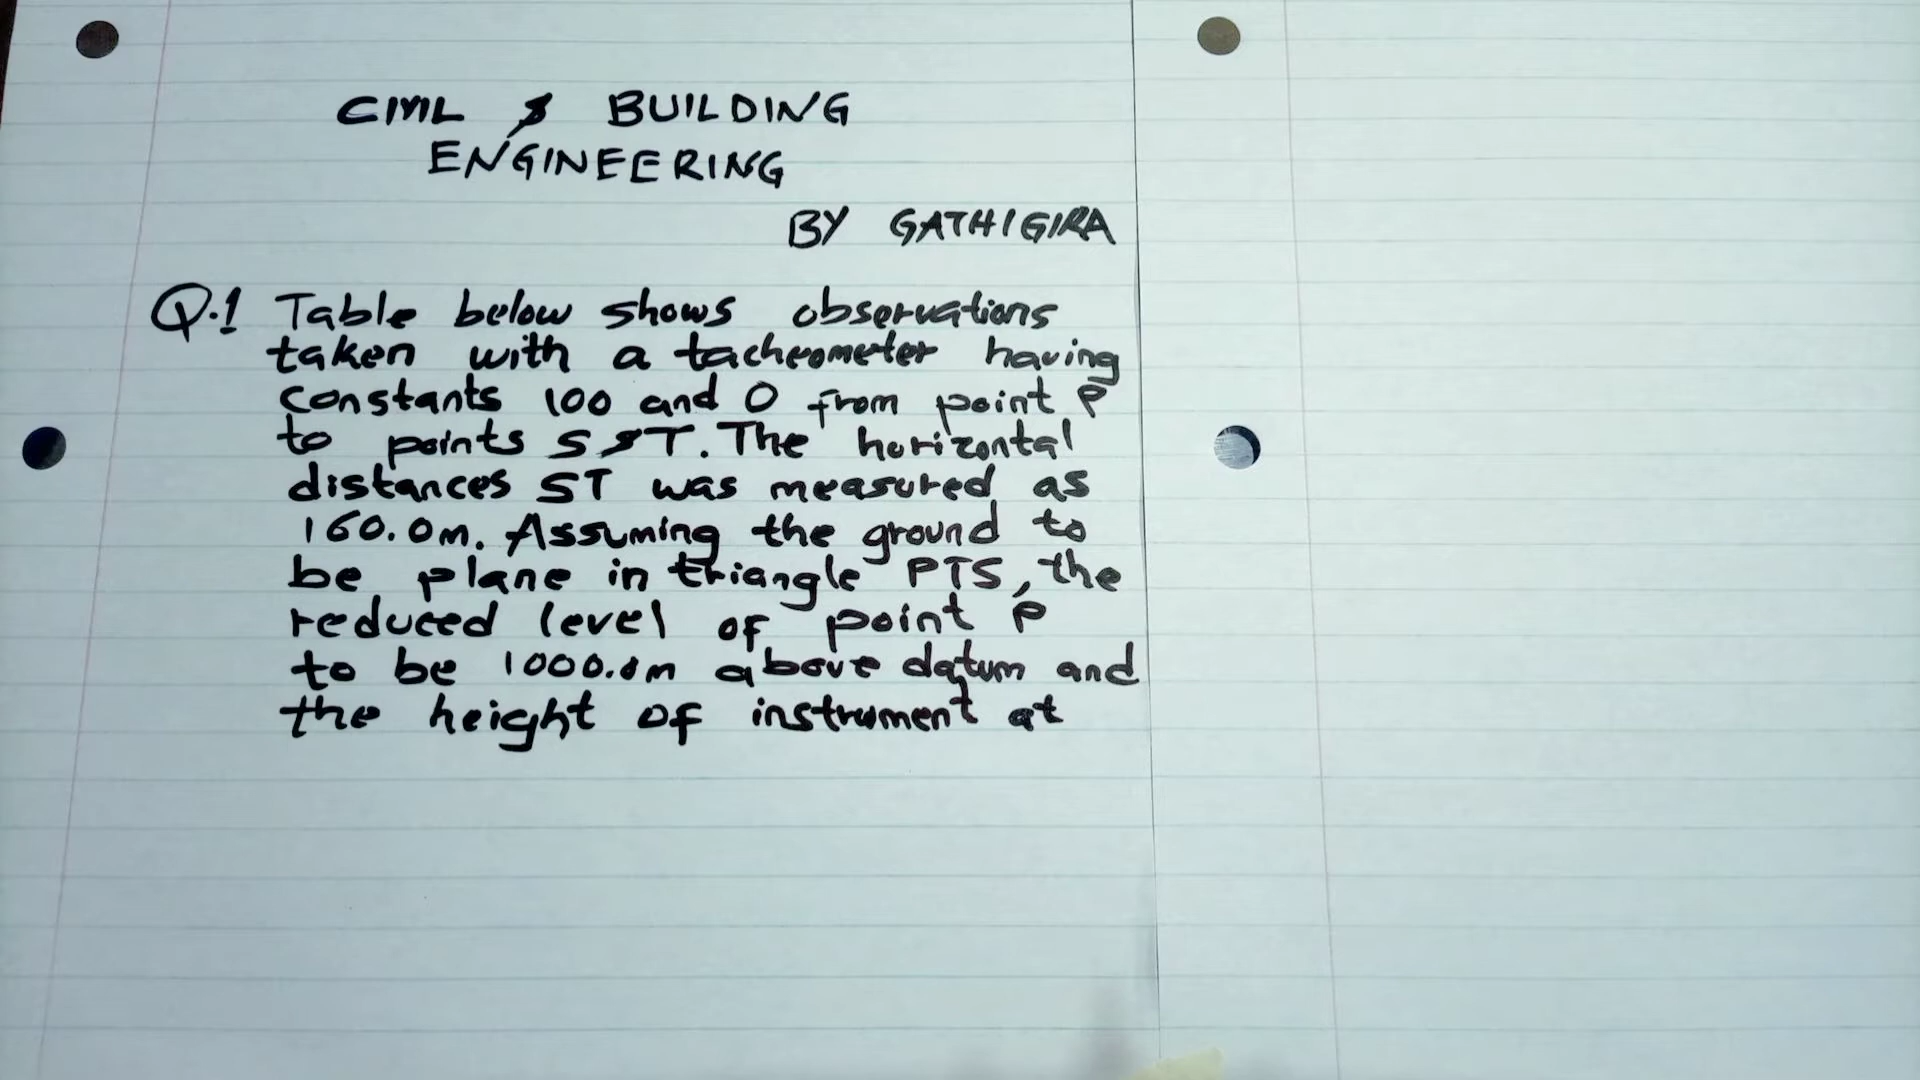 CIVIL & BUILDING
ENGINEERING
BY GATHIGIRA
Q.1 Table below shows observations
taken with a tacheometer having
constants 100 and 0 from point P
to points S & T. The horizontal
distances ST was measured as
160.0m. Assuming the ground to
be plane in triangle PTS, the
reduced level of point P
to be 1000.0m above datum and
the height of instrument at